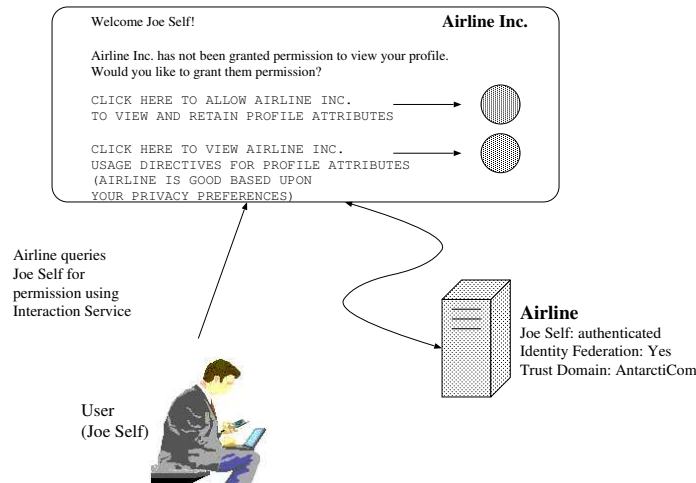 Welcome Joe Self!
Airline Inc.
Airline Inc. has not been granted permission to view your profile.
Would you like to grant them permission?
CLICK HERE TO ALLOW AIRLINE INC.
TO VIEW AND RETAIN PROFILE ATTRIBUTES
CLICK HERE TO VIEW AIRLINE INC.
USAGE DIRECTIVES FOR PROFILE ATTRIBUTES
(AIRLINE IS GOOD BASED UPON
YOUR PRIVACY PREFERENCES)
Airline queries
Joe Self for
permission using
Interaction Service
Airline
Joe Self: authenticated
Identity Federation: Yes
Trust Domain: AntarctiCom
User
(Joe Self)